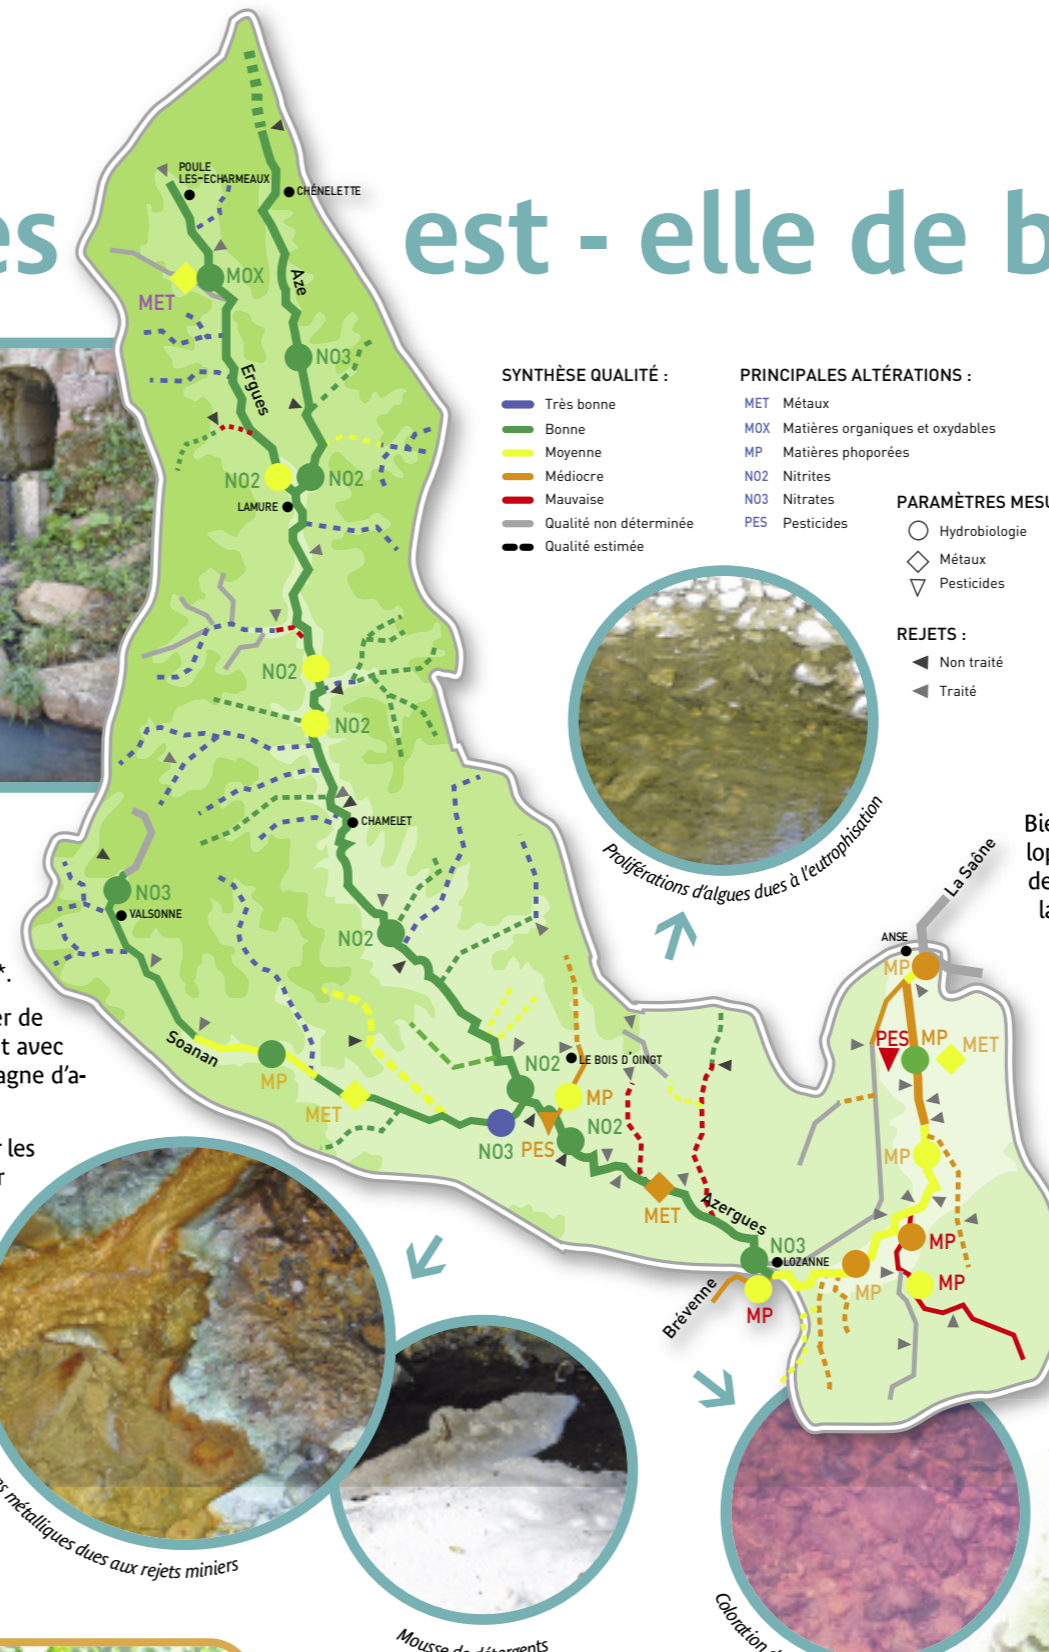 es est - elle de b
POULE
LES-ECHARMEAUX
CHÉNELETTE
MOX
MET
Aze
Ergues
NO3
NO2
NO2
LAMURE
SYNTHÈSE QUALITÉ :
Très bonne
Bonne
Moyenne
Médiocre
Mauvaise
Qualité non déterminée
Qualité estimée
PRINCIPALES ALTÉRATIONS :
MET Métaux
MOX Matières organiques et oxydables
MP Matières phoporées
NO2 Nitrites
NO3 Nitrates
PES Pesticides
PARAMÈTRES MESU
Hydrobiologie
Métaux
Pesticides
REJETS :
Non traité
Traité
NO2
NO2
CHAMELET
Proliférations d'algues dues à l'eutrophisation
Bie
lop
de
la
La Saône
NO3
VALSONNE
NO2
ANSE
MP
*.
er de
t avec
agne d'a-
r les
r
Soanan
MP
MET
NO2
LE BOIS D'OINGT
MP
NO3
PES
NO2
MET
Azergues
NO3
LOZANNE
Brévenne
MP
PES
MP
MET
MP
MP
MP
MP
es métalliques dues aux rejets miniers
Mousse de détergents
Coloration